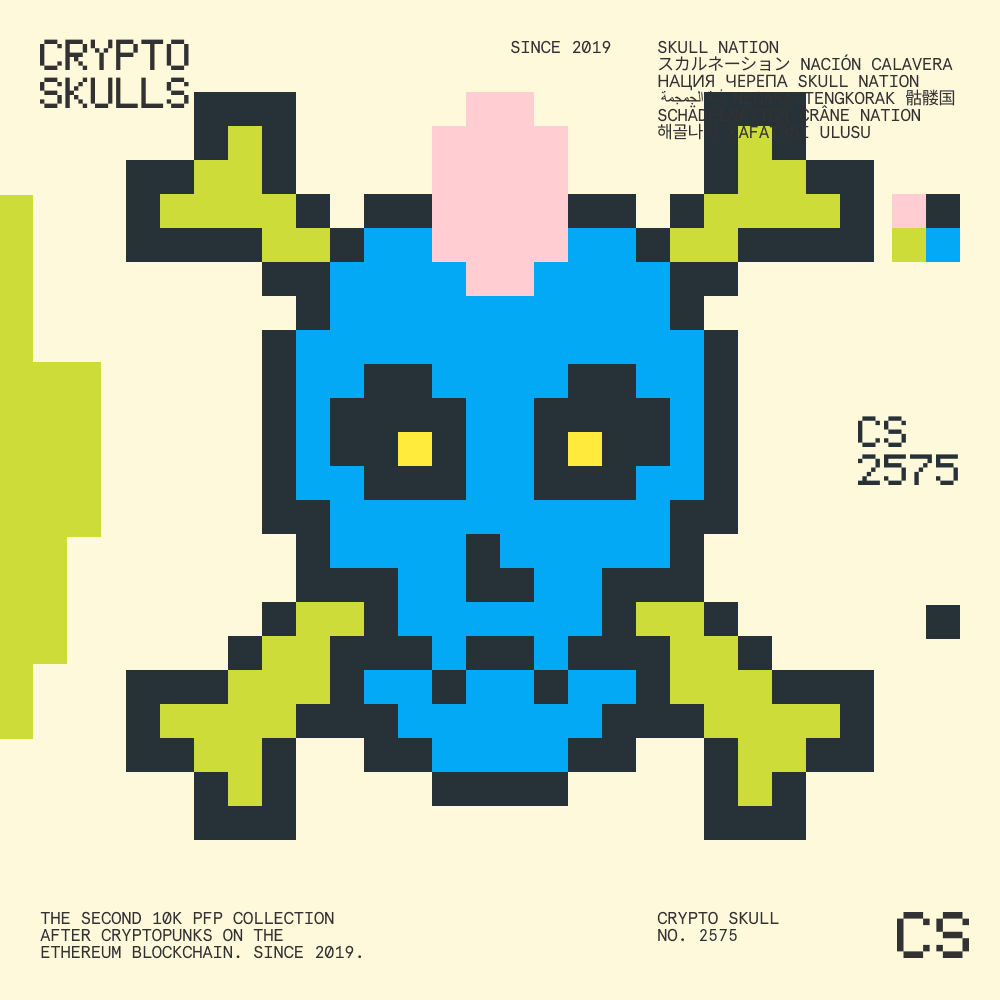 CRYPTO
SKULLS
SINCE 2019
SKULL NATION
スカルネーション NACIÓN CALAVERA
НАЦИЯ ЧЕРЕПА SKULL NATION
الجمجمة TENGKORAK 骷髅国
CRÂNE NATION
해골 ULUSU
CS
2575
THE SECOND 10K PFP COLLECTION
AFTER CRYPTOPUNKS ON THE
ETHEREUM BLOCKCHAIN. SINCE 2019.
CRYPTO SKULL
NO. 2575
CS